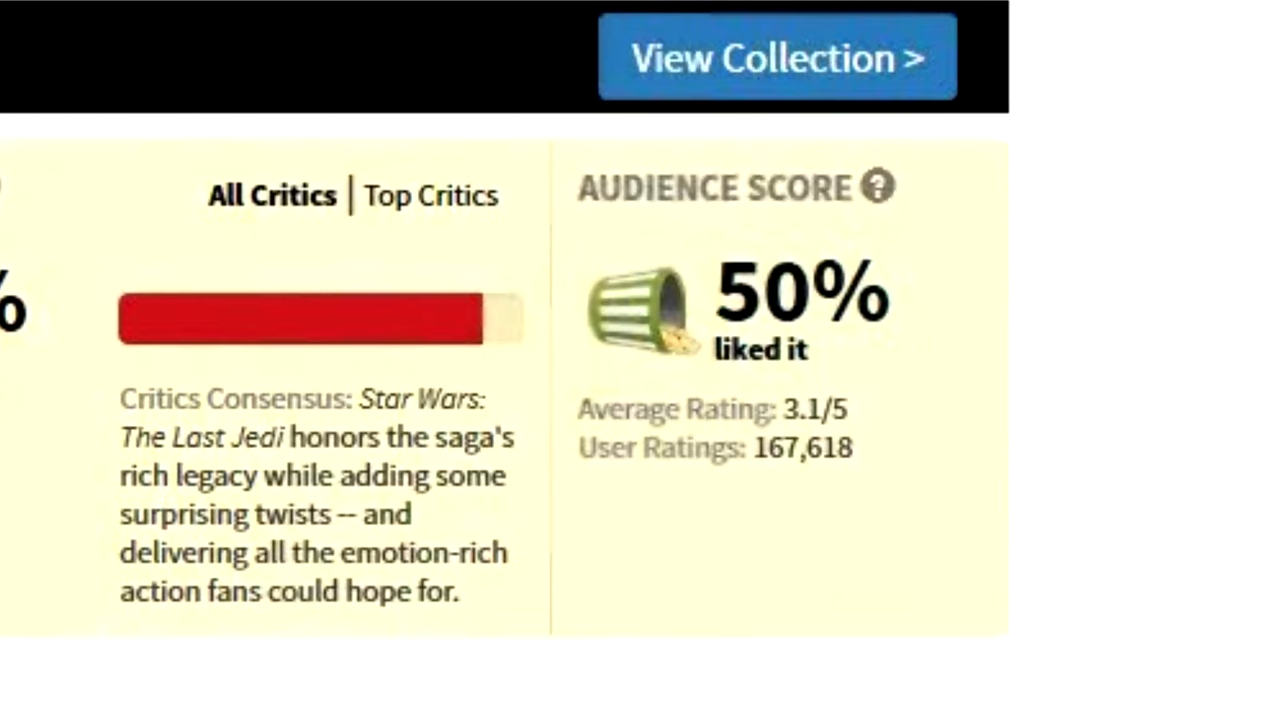 View Collection >
All Critics | Top Critics
%
Critics Consensus: Star Wars:
The Last Jedi honors the saga's
rich legacy while adding some
surprising twists -- and
delivering all the emotion-rich
action fans could hope for.
AUDIENCE SCORE ?
50%
liked it
Average Rating: 3.1/5
User Ratings: 167,618